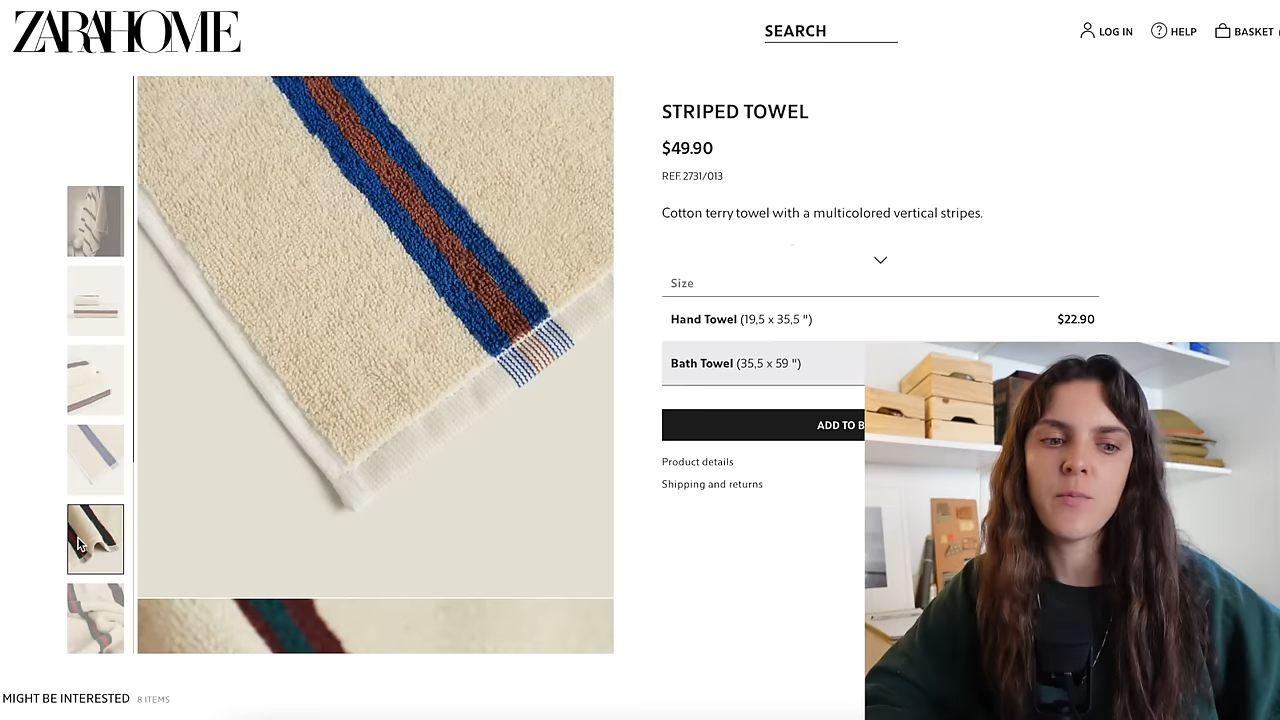 ZARAHOME
SEARCH
LOG IN
HELP
BASKET
STRIPED TOWEL
$49.90
REF. 2731/013
Cotton terry towel with a multicolored vertical stripes.
Size
Hand Towel (19,5 x 35,5 ") $22.90
Bath Towel (35,5 x 59 ")
ADD TO B
Product details
Shipping and returns
MIGHT BE INTERESTED 8 ITEMS